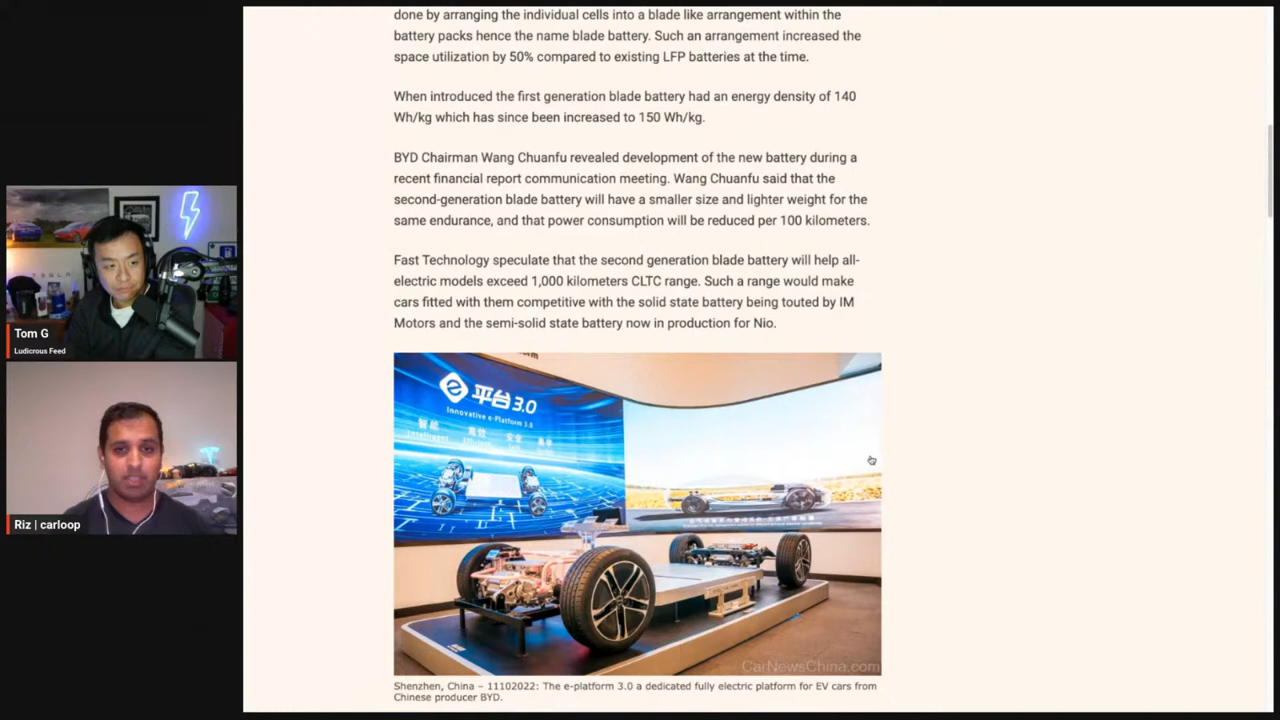 done by arranging the individual cells into a blade like arrangement within the
battery packs hence the name blade battery. Such an arrangement increased the
space utilization by 50% compared to existing LFP batteries at the time.
When introduced the first generation blade battery had an energy density of 140
Wh/kg which has since been increased to 150 Wh/kg.
BYD Chairman Wang Chuanfu revealed development of the new battery during a
recent financial report communication meeting. Wang Chuanfu said that the
second-generation blade battery will have a smaller size and lighter weight for the
same endurance, and that power consumption will be reduced per 100 kilometers.
Fast Technology speculate that the second generation blade battery will help all-
electric models exceed 1,000 kilometers CLTC range. Such a range would make
cars fitted with them competitive with the solid state battery being touted by IM
Motors and the semi-solid state battery now in production for Nio.
平台3.0
Innovative e-Platform 3.0
智能 高效 安全 美学
Intelligent
CarNewsChina.com
Shenzhen, China – 11102022: The e-platform 3.0 a dedicated fully electric platform for EV cars from
Chinese producer BYD.
Tom G
Ludicrous Feed
Riz | carloop